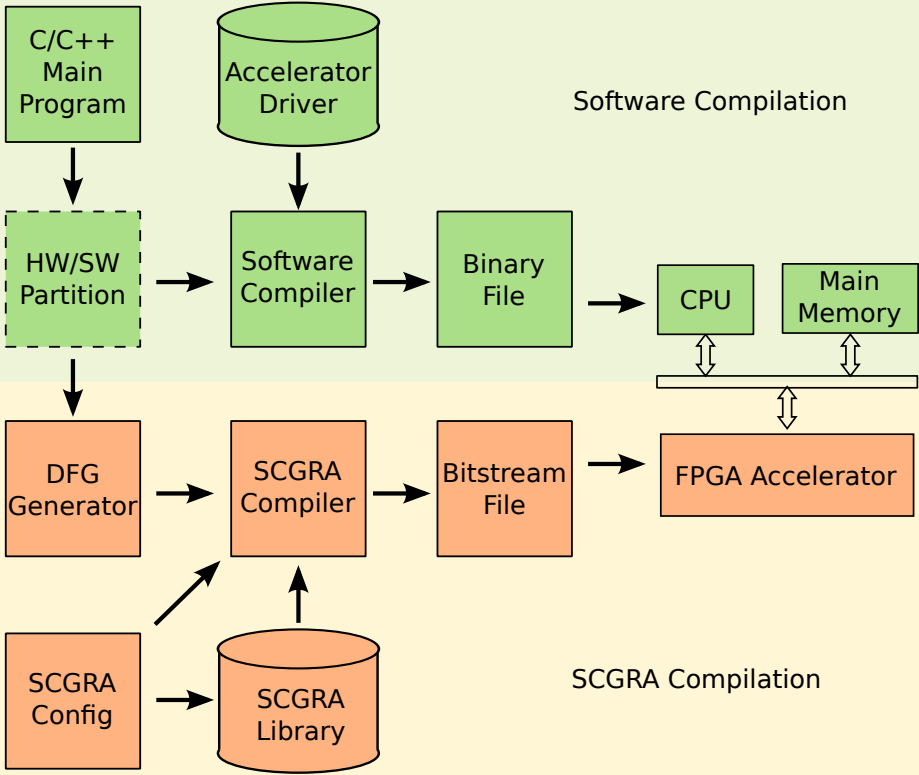 C/C++
Main
Program
Accelerator
Driver
Software Compilation
HW/SW
Partition
Software
Compiler
Binary
File
CPU
Main
Memory
DFG
Generator
SCGRA
Compiler
Bitstream
File
FPGA Accelerator
SCGRA
Config
SCGRA
Library
SCGRA Compilation